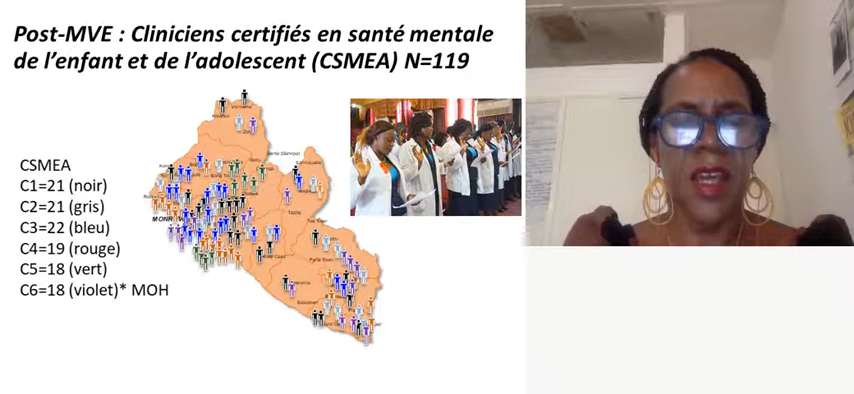 Post-MVE : Cliniciens certifiés en santé mentale
de l’enfant et de l’adolescent (CSMEA) N=119
CSMEA
C1=21 (noir)
C2=21 (gris)
C3=22 (bleu)
C4=19 (rouge)
C5=18 (vert)
C6=18 (violet)* MOH